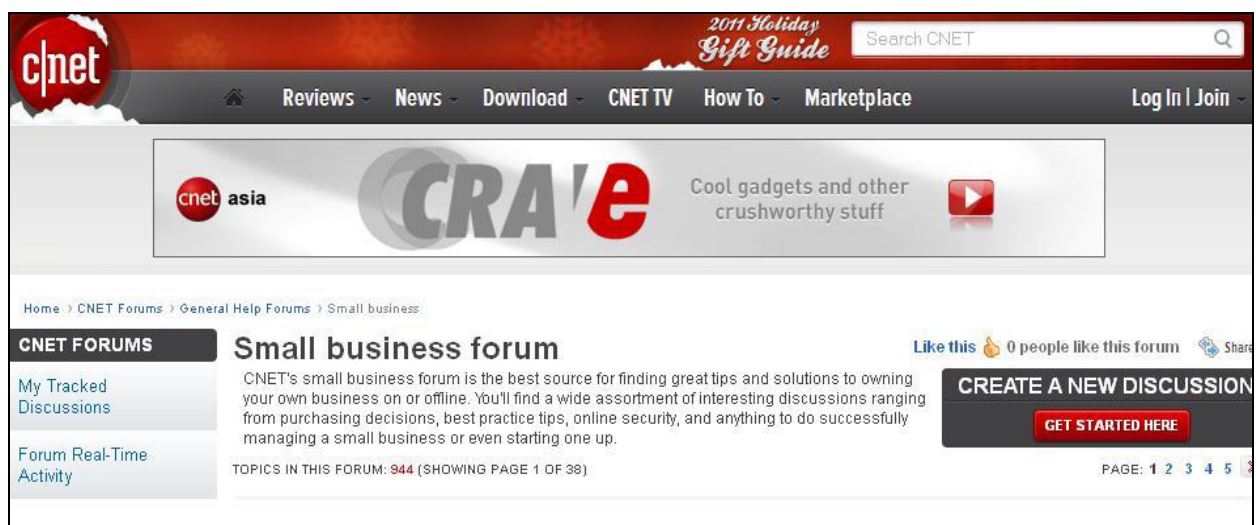 2011 Holiday
Gift Guide
Search CNET
c|net
Reviews
News
Download
CNET TV
How To
Marketplace
Log In | Join
cnet asia
CRAVE
Cool gadgets and other
crushworthy stuff
Home > CNET Forums > General Help Forums > Small business
CNET FORUMS
My Tracked
Discussions
Forum Real-Time
Activity
Small business forum
Like this 0 people like this forum Share
CNET's small business forum is the best source for finding great tips and solutions to owning
your own business on or offline. You'll find a wide assortment of interesting discussions ranging
from purchasing decisions, best practice tips, online security, and anything to do successfully
managing a small business or even starting one up.
CREATE A NEW DISCUSSION
GET STARTED HERE
TOPICS IN THIS FORUM: 944 (SHOWING PAGE 1 OF 38)
PAGE: 1 2 3 4 5